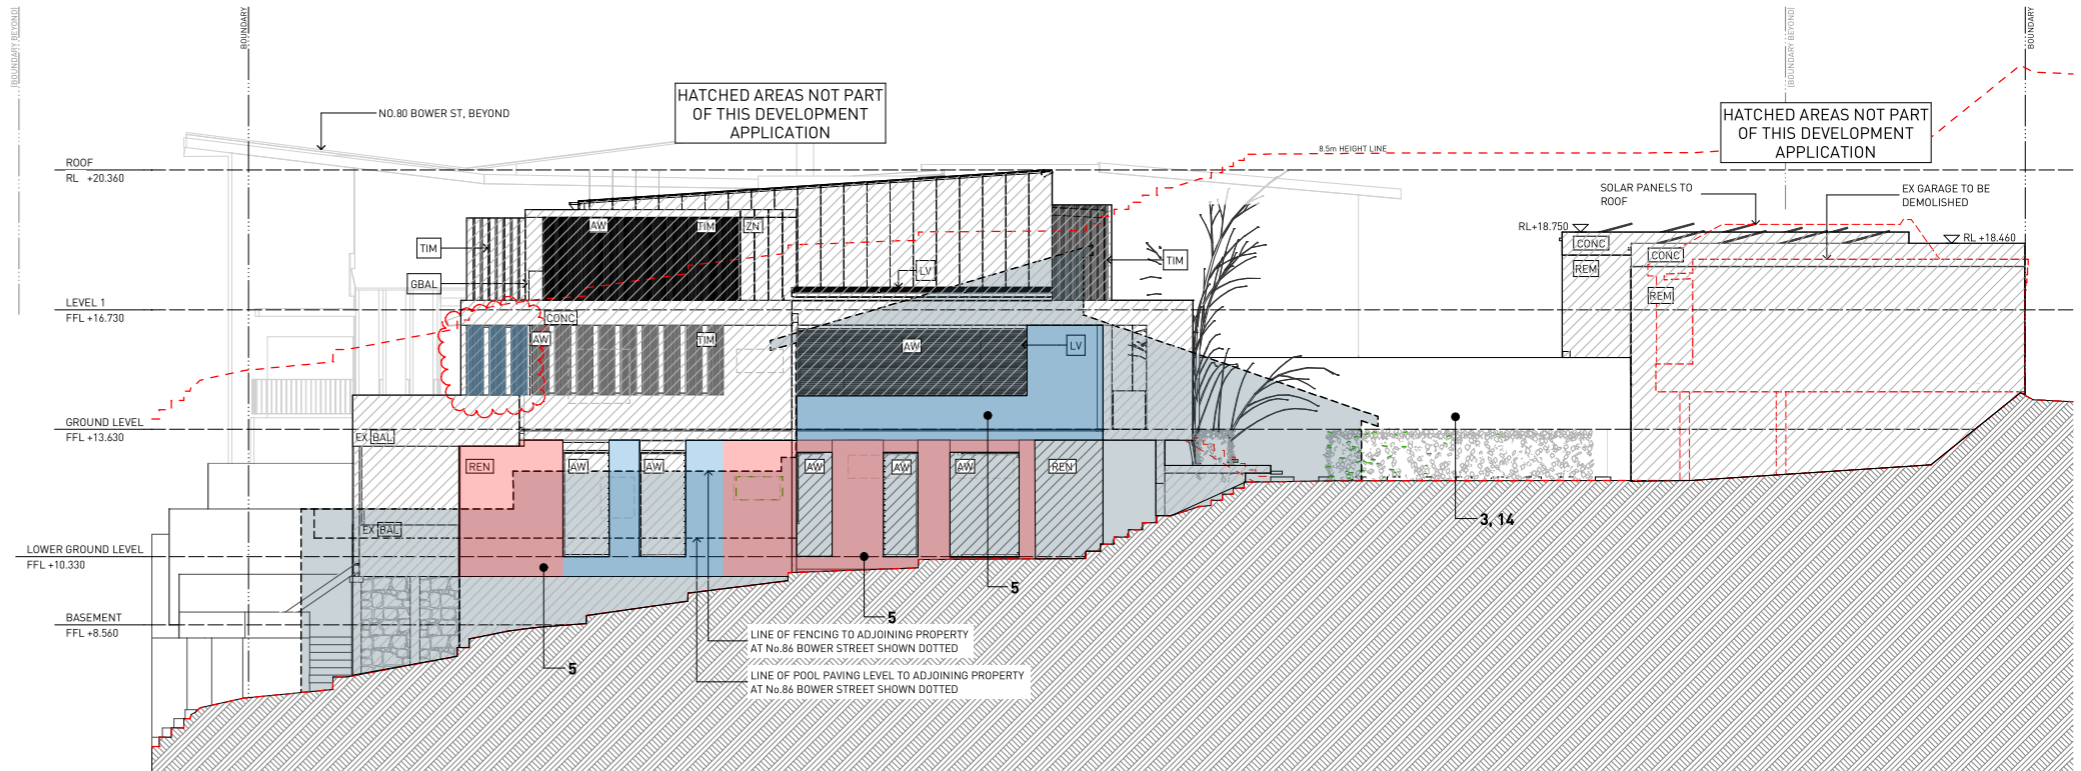 (BOUNDARY BEYOND)
BOUNDARY
(BOUNDARY BEYOND)
BOUNDARY
HATCHED AREAS NOT PART
OF THIS DEVELOPMENT
APPLICATION
NO.80 BOWER ST, BEYOND
HATCHED AREAS NOT PART
OF THIS DEVELOPMENT
APPLICATION
8.5m HEIGHT LINE
ROOF
RL +20.360
SOLAR PANELS TO
ROOF
EX GARAGE TO BE
DEMOLISHED
RL+18.750
RL +18.460
AW
TIM
ZN
TIM
GBAL
LV
TIM
CONC
REM
CONC
REM
LEVEL 1
FFL +16.730
CONC
AW
TIM
AW
LV
GROUND LEVEL
FFL +13.630
EX BAL
REN
AW
AW
AW
AW
AW
REN
5
3, 14
EX BAL
LOWER GROUND LEVEL
FFL +10.330
5
5
5
BASEMENT
FFL +8.560
LINE OF FENCING TO ADJOINING PROPERTY
AT No.86 BOWER STREET SHOWN DOTTED
LINE OF POOL PAVING LEVEL TO ADJOINING PROPERTY
AT No.86 BOWER STREET SHOWN DOTTED